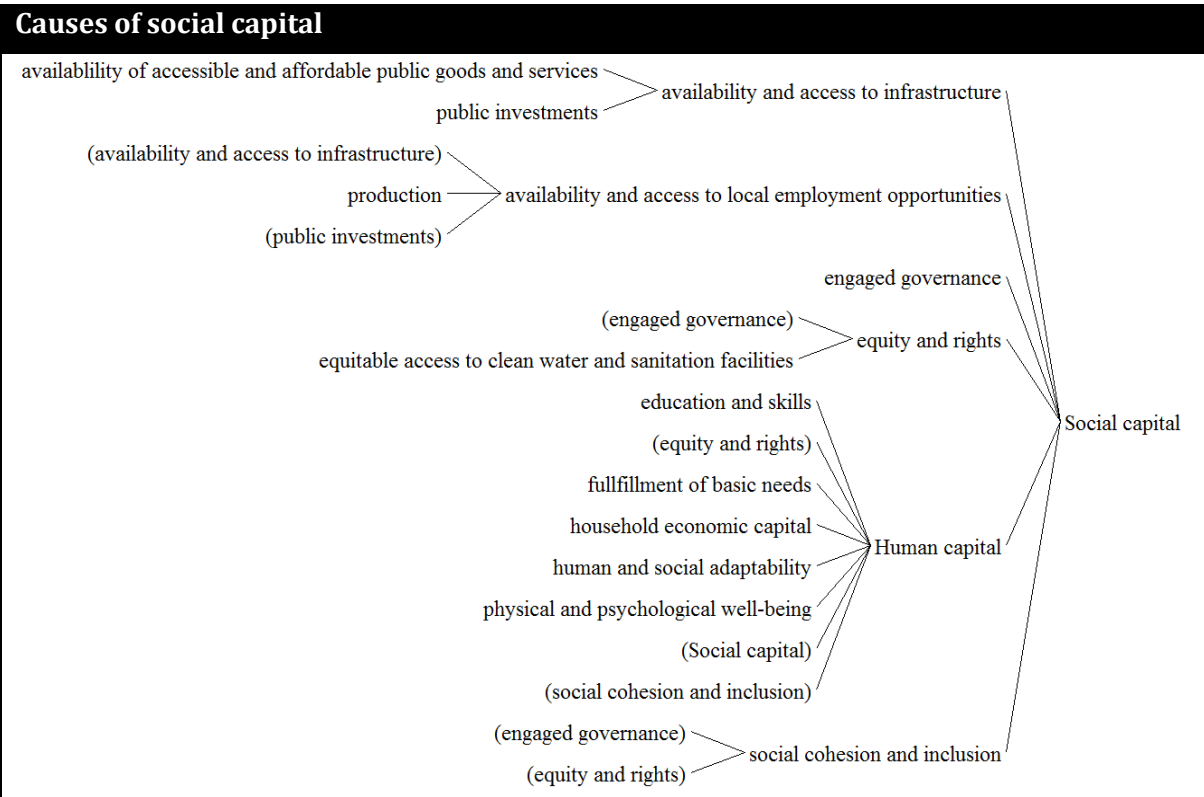 Causes of social capital
availablility of accessible and affordable public goods and services
availability and access to infrastructure
public investments
(availability and access to infrastructure)
production
availability and access to local employment opportunities
(public investments)
engaged governance
(engaged governance)
equity and rights
equitable access to clean water and sanitation facilities
education and skills
Social capital
(equity and rights)
fullfillment of basic needs
household economic capital
Human capital
human and social adaptability
physical and psychological well-being
(Social capital)
(social cohesion and inclusion)
(engaged governance)
social cohesion and inclusion
(equity and rights)